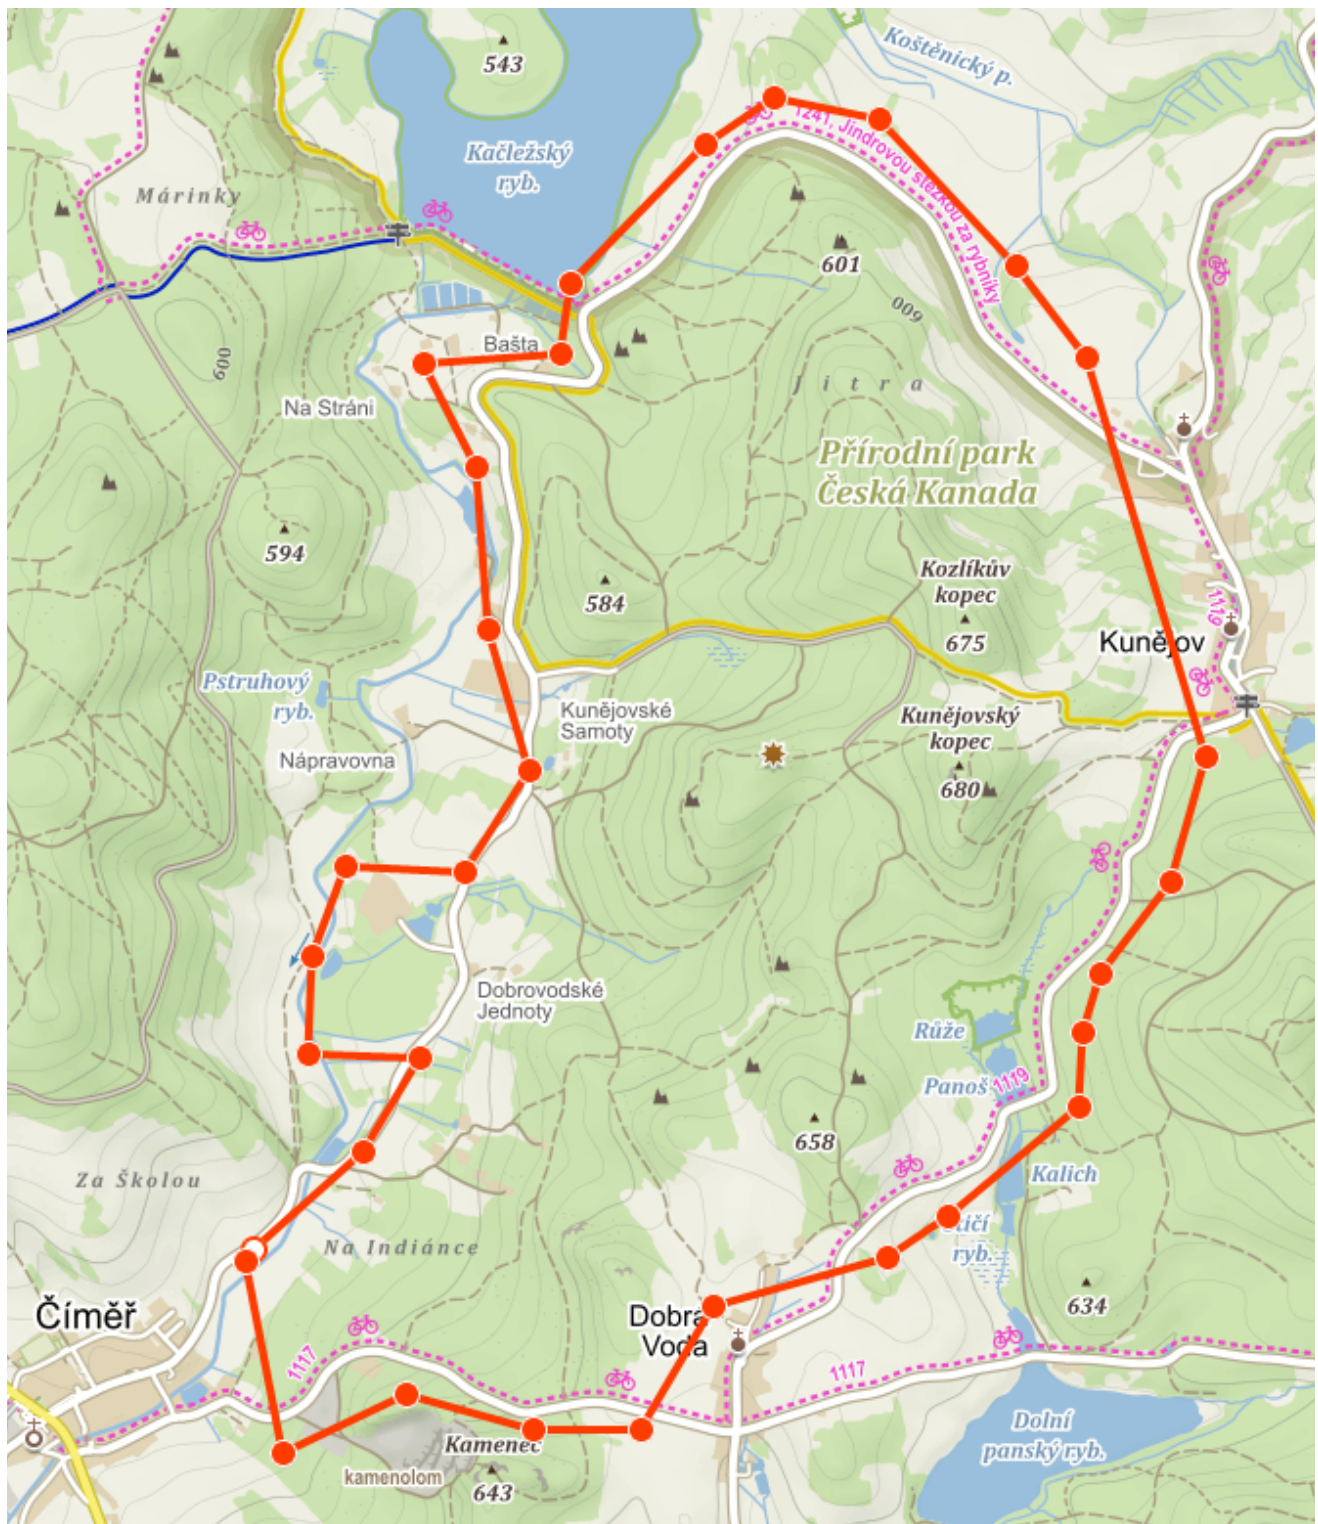 543
Koštěnický p.
Kačležský
ryb.
Márinky
1241, Jindrovou stezkou za rybníky
601
600
600
Bašta
Na Stráni
Jitra
Přírodní park
Česká Kanada
594
584
Kozlíkův
kopec
675
1119
Kunějov
Pstruhový
ryb.
Kunějovské
Samoty
Kunějovský
kopec
680
Nápravovna
Dobrovodské
Jednoty
Růže
Panoš
1119
658
Kalich
Za Školou
Na Indiánce
ryb.
634
Číměř
Dobrá
Voda
1117
1117
Dolní
panský ryb.
Kamenec
kamenolom
643